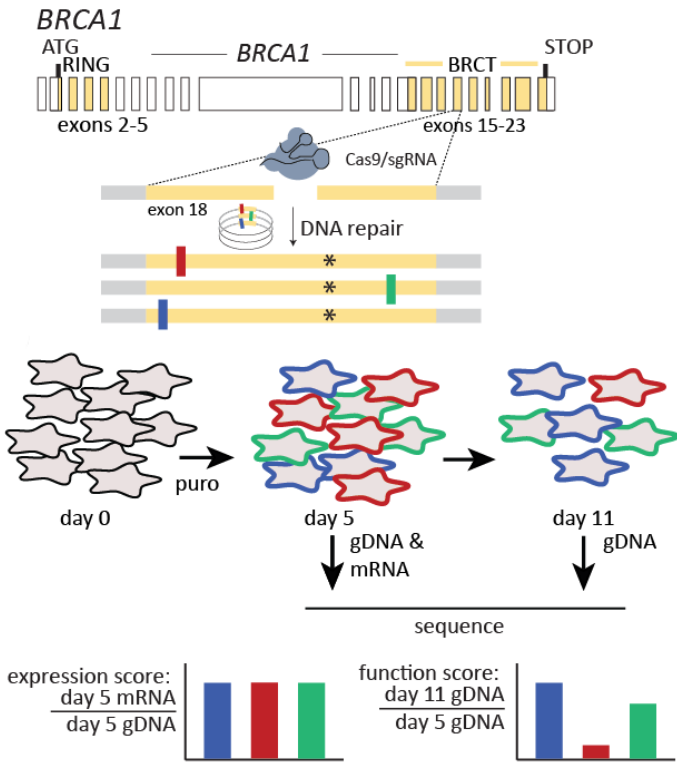 BRCA1
ATG
BRCA1
STOP
RING
BRCT
exons 2-5
exons 15-23
Cas9/sgRNA
exon 18
DNA repair
*
*
*
puro
day 0
day 5
day 11
gDNA &
mRNA
gDNA
sequence
expression score:
day 5 mRNA
day 5 gDNA
function score:
day 11 gDNA
day 5 gDNA